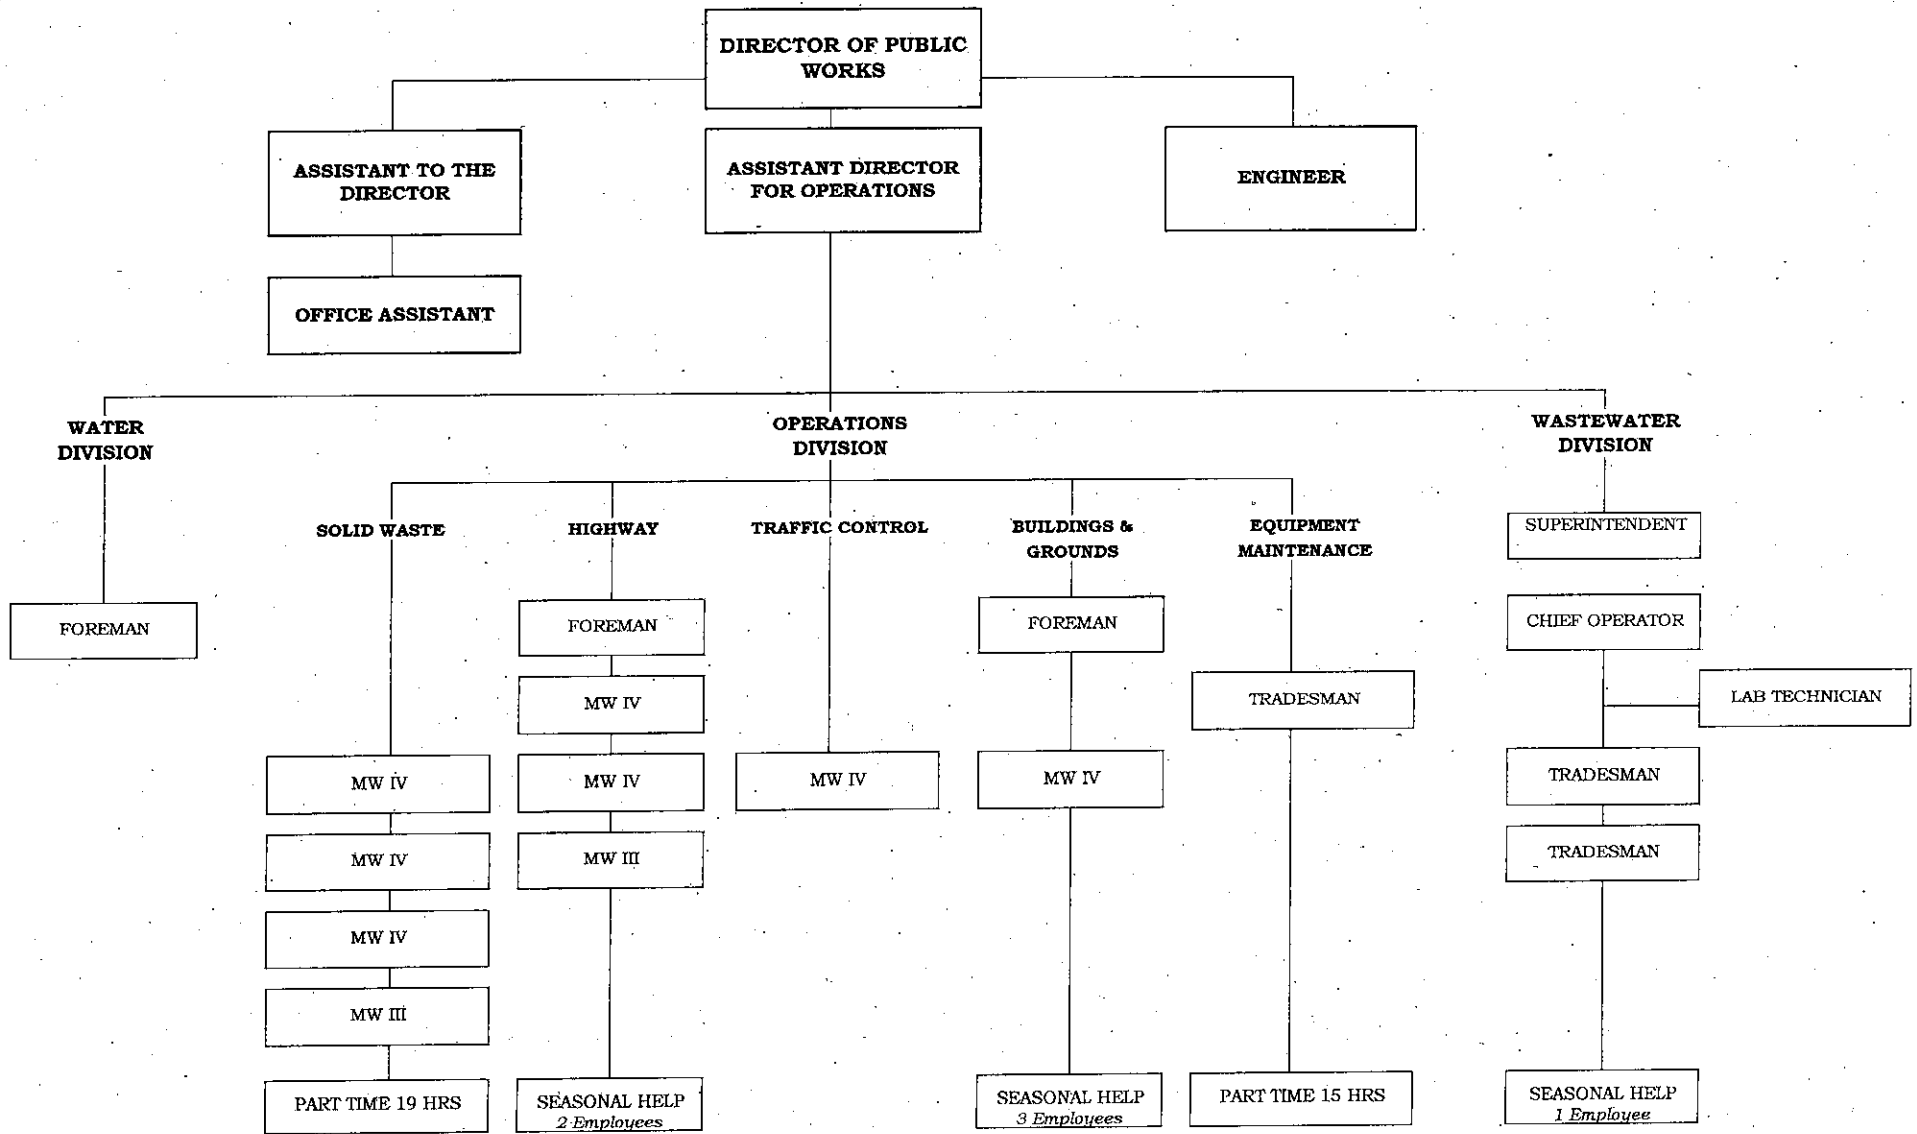 DIRECTOR OF PUBLIC
WORKS
ASSISTANT TO THE
DIRECTOR
ASSISTANT DIRECTOR
FOR OPERATIONS
ENGINEER
OFFICE ASSISTANT
WATER
DIVISION
OPERATIONS
DIVISION
WASTEWATER
DIVISION
SOLID WASTE
HIGHWAY
TRAFFIC CONTROL
BUILDINGS &
GROUNDS
EQUIPMENT
MAINTENANCE
SUPERINTENDENT
FOREMAN
FOREMAN
FOREMAN
CHIEF OPERATOR
MW IV
TRADESMAN
LAB TECHNICIAN
MW IV
MW IV
MW IV
MW IV
TRADESMAN
MW IV
MW III
TRADESMAN
MW IV
MW III
PART TIME 19 HRS
SEASONAL HELP
2 Employees
SEASONAL HELP
3 Employees
PART TIME 15 HRS
SEASONAL HELP
1 Employee